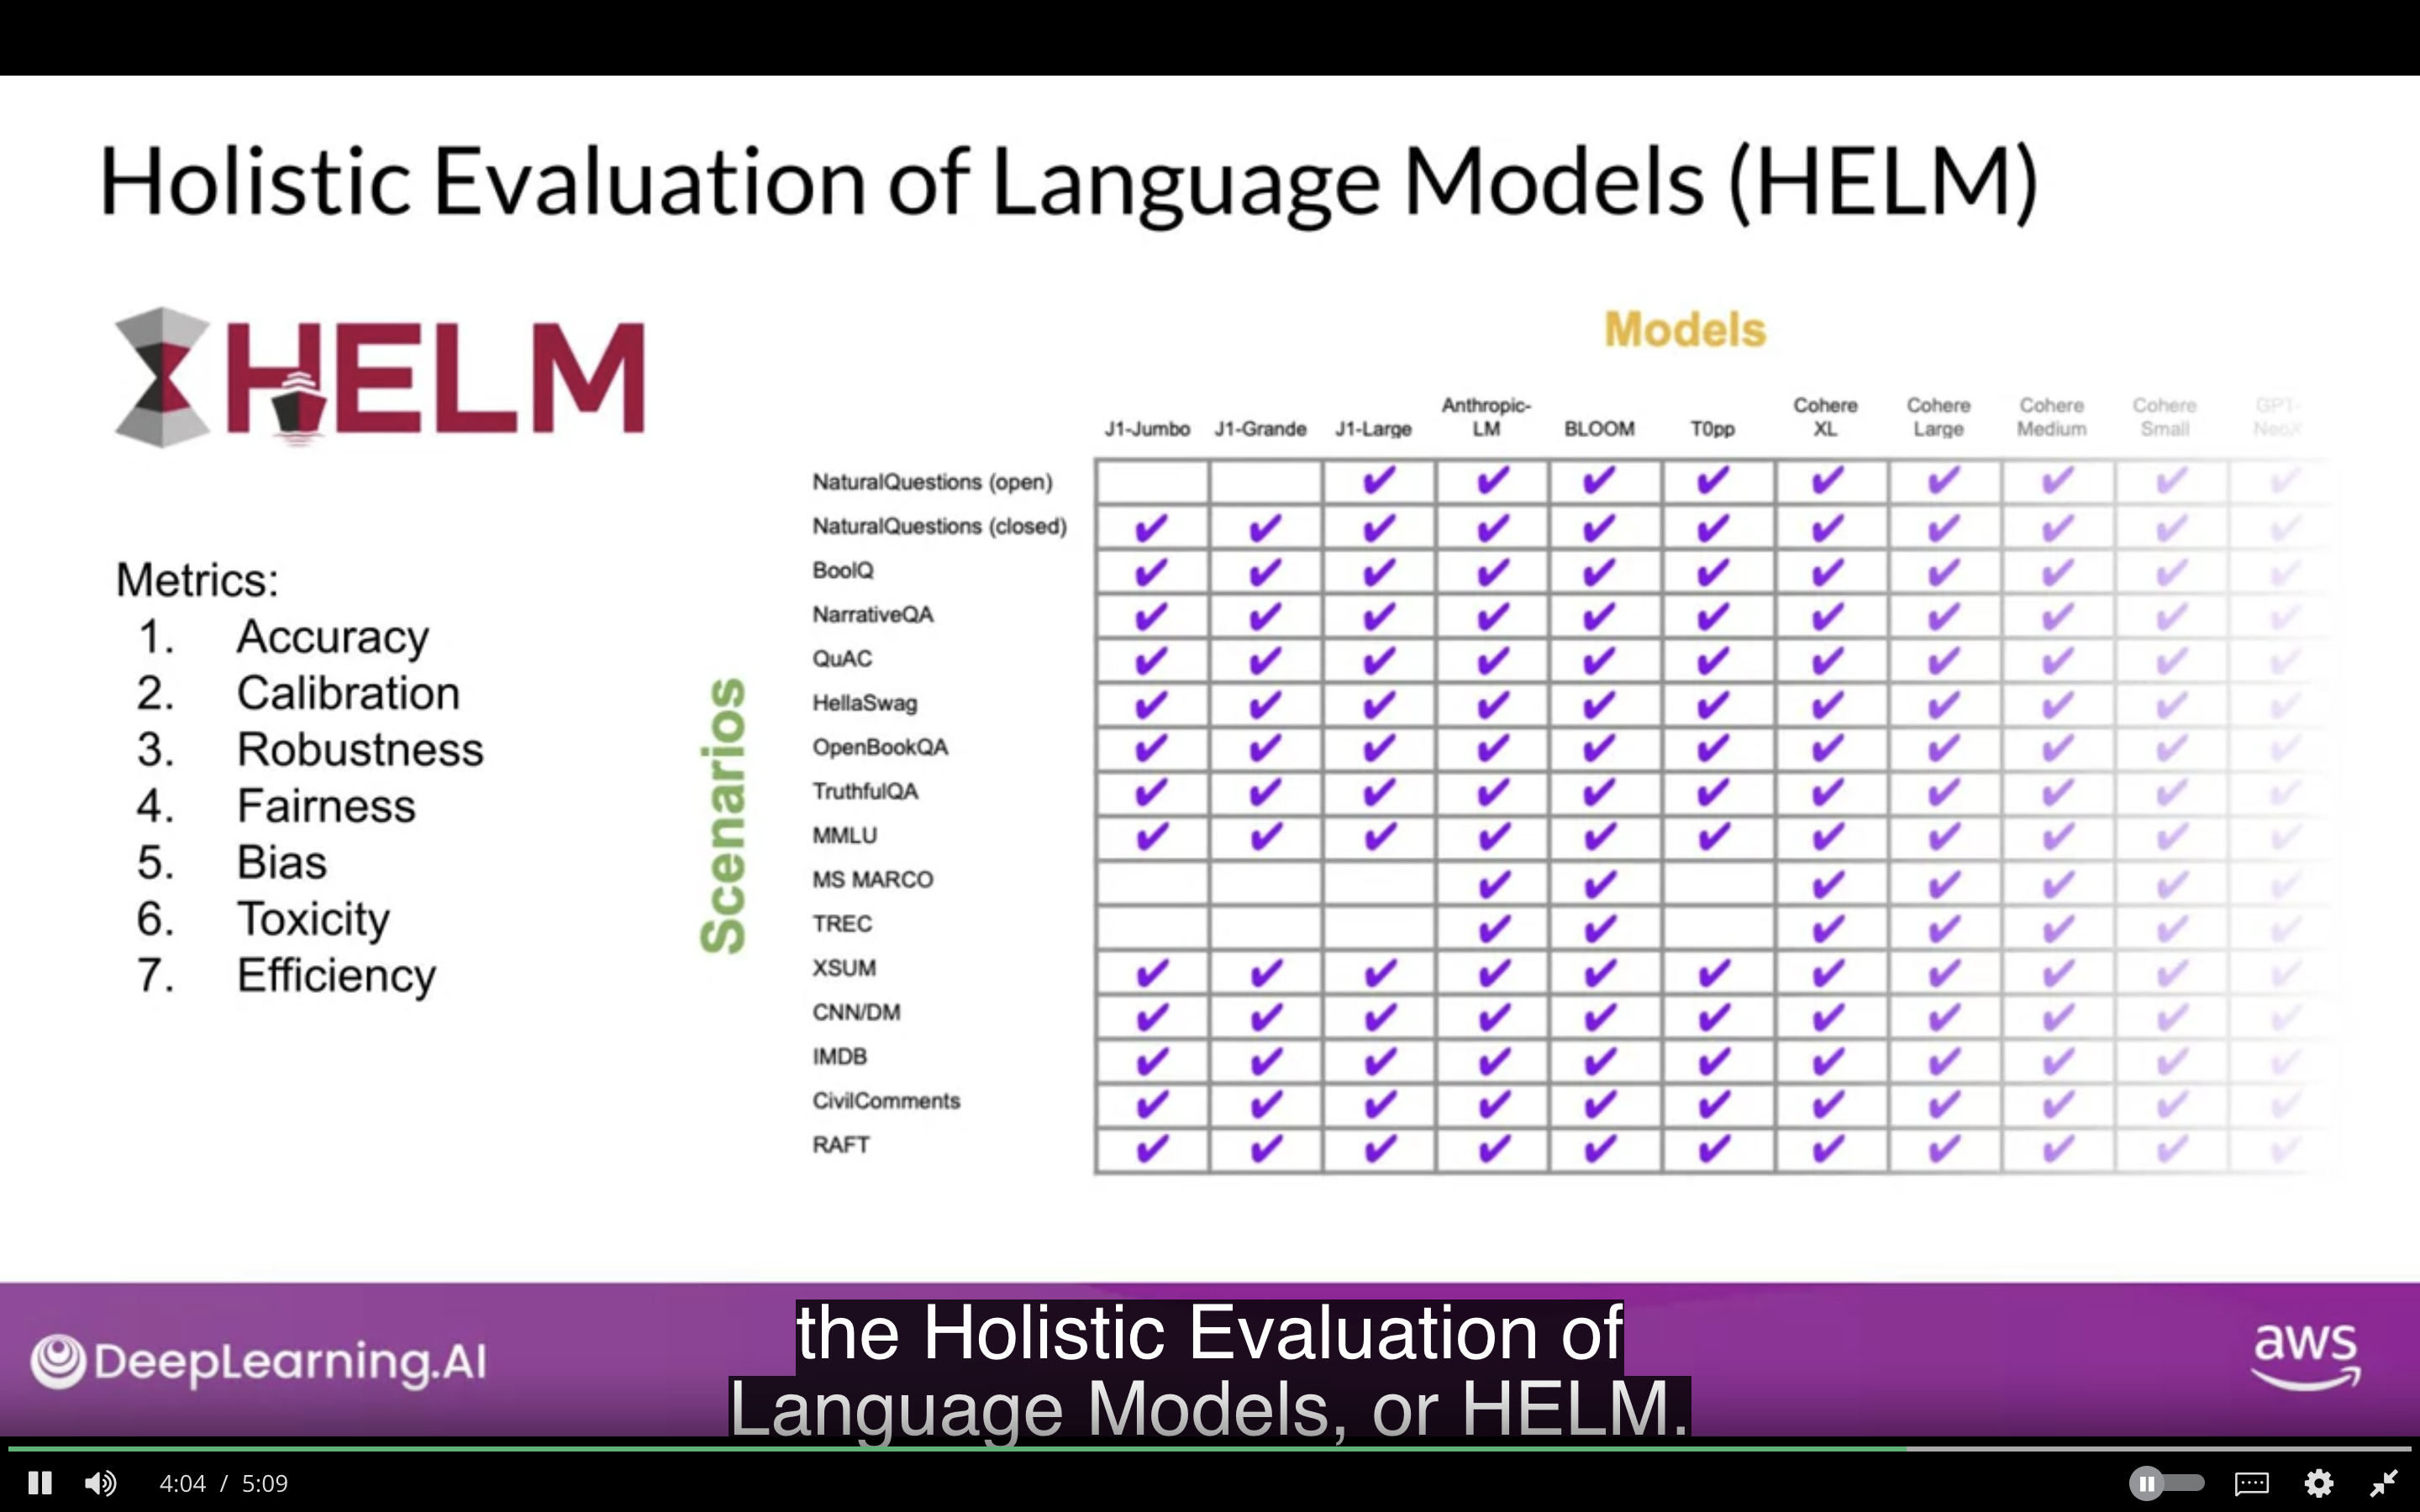 Holistic Evaluation of Language Models (HELM)
HELM
Metrics:
1. Accuracy
2. Calibration
3. Robustness
4. Fairness
5. Bias
6. Toxicity
7. Efficiency
Models
J1-Jumbo J1-Grande J1-Large Anthropic-LM BLOOM T0pp Cohere XL Cohere Large Cohere Medium Cohere Small GPT-NeoX
Scenarios
NaturalQuestions (open)
NaturalQuestions (closed)
BoolQ
NarrativeQA
QuAC
HellaSwag
OpenBookQA
TruthfulQA
MMLU
MS MARCO
TREC
XSUM
CNN/DM
IMDB
CivilComments
RAFT
DeepLearning.AI
the Holistic Evaluation of
Language Models, or HELM.
aws
4:04 / 5:09